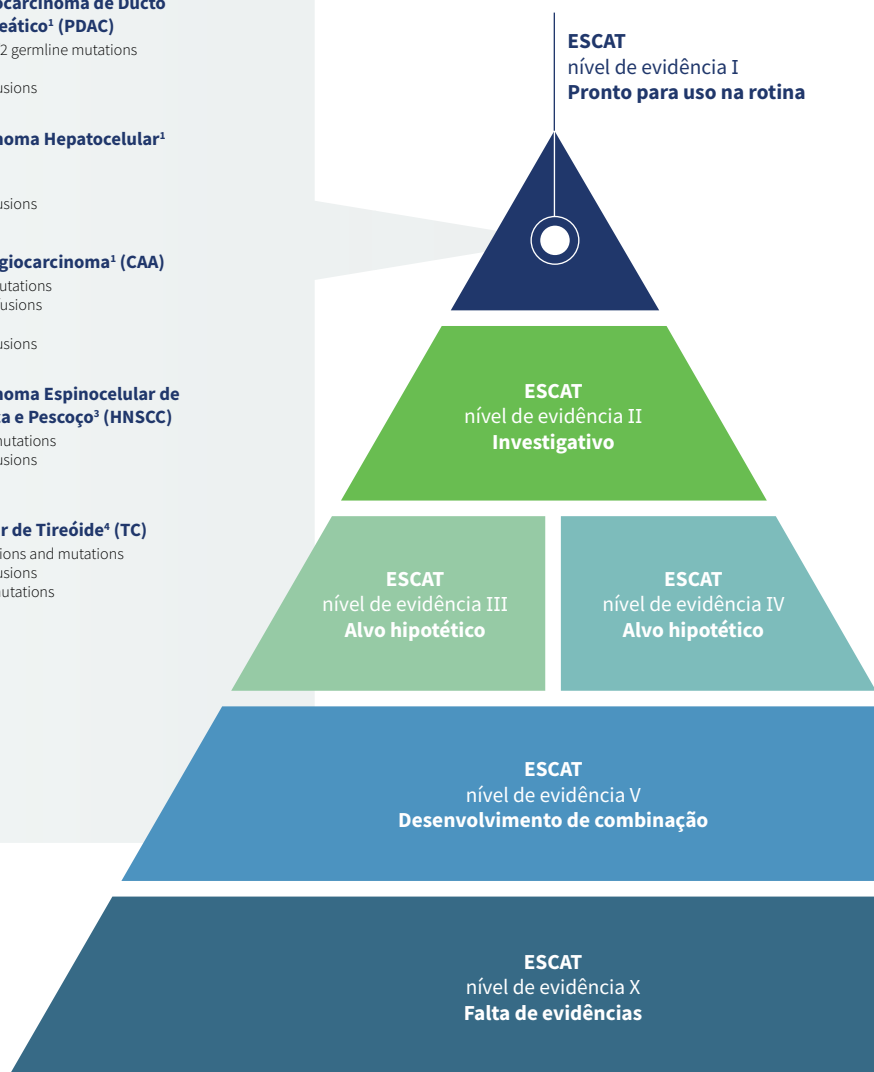 ocarcinoma de Ducto
eático¹ (PDAC)
2 germline mutations
usions
noma Hepatocelular¹
usions
giocarcinoma¹ (CAA)
utations
usions
usions
noma Espinocelular de
a e Pescoço³ (HNSCC)
nutations
usions
r de Tireóide⁴ (TC)
ions and mutations
usions
nutations
ESCAT
nível de evidência I
Pronto para uso na rotina
ESCAT
nível de evidência II
Investigativo
ESCAT
nível de evidência III
Alvo hipotético
ESCAT
nível de evidência IV
Alvo hipotético
ESCAT
nível de evidência V
Desenvolvimento de combinação
ESCAT
nível de evidência X
Falta de evidências